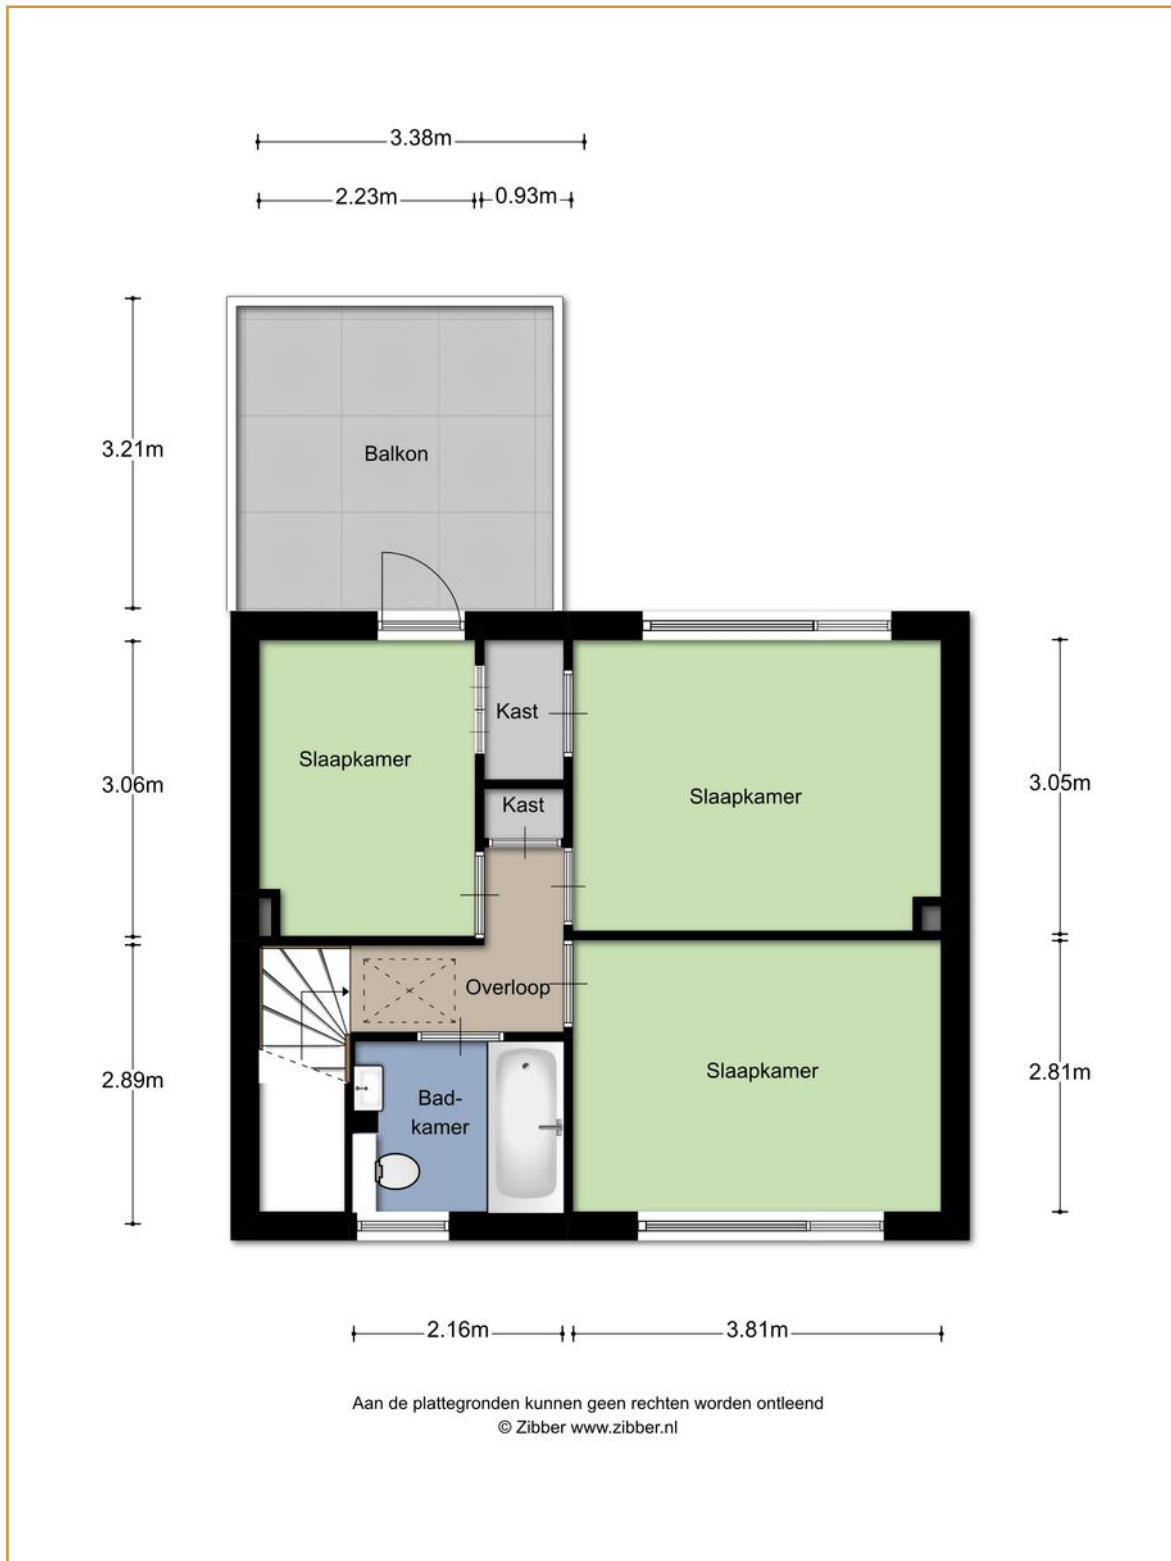 3.38m
2.23m
0.93m
3.21m
Balkon
Kast
Slaapkamer
3.06m
Kast
Slaapkamer
3.05m
Overloop
2.89m
Bad-
kamer
Slaapkamer
2.81m
2.16m
3.81m
Aan de plattegronden kunnen geen rechten worden ontleend
© Zibber www.zibber.nl